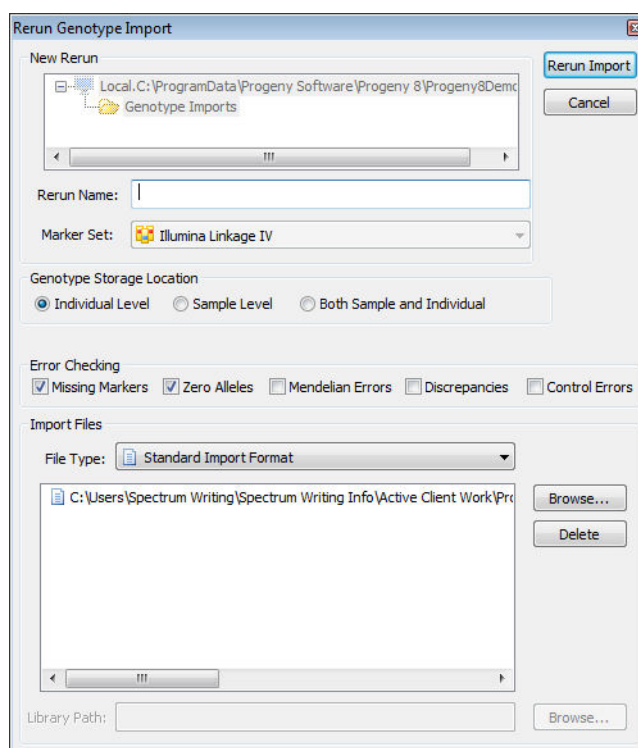 Rerun Genotype Import
New Rerun
Rerun Import
Local.C:\ProgramData\Progeny Software\Progeny 8\Progeny8Demo
Genotype Imports
Cancel
Rerun Name:
Marker Set: Illumina Linkage IV
Genotype Storage Location
Individual Level Sample Level Both Sample and Individual
Error Checking
Missing Markers Zero Alleles Mendelian Errors Discrepancies Control Errors
Import Files
File Type: Standard Import Format
C:\Users\Spectrum Writing\Spectrum Writing Info\Active Client Work\Pro
Browse...
Delete
Library Path: Browse...